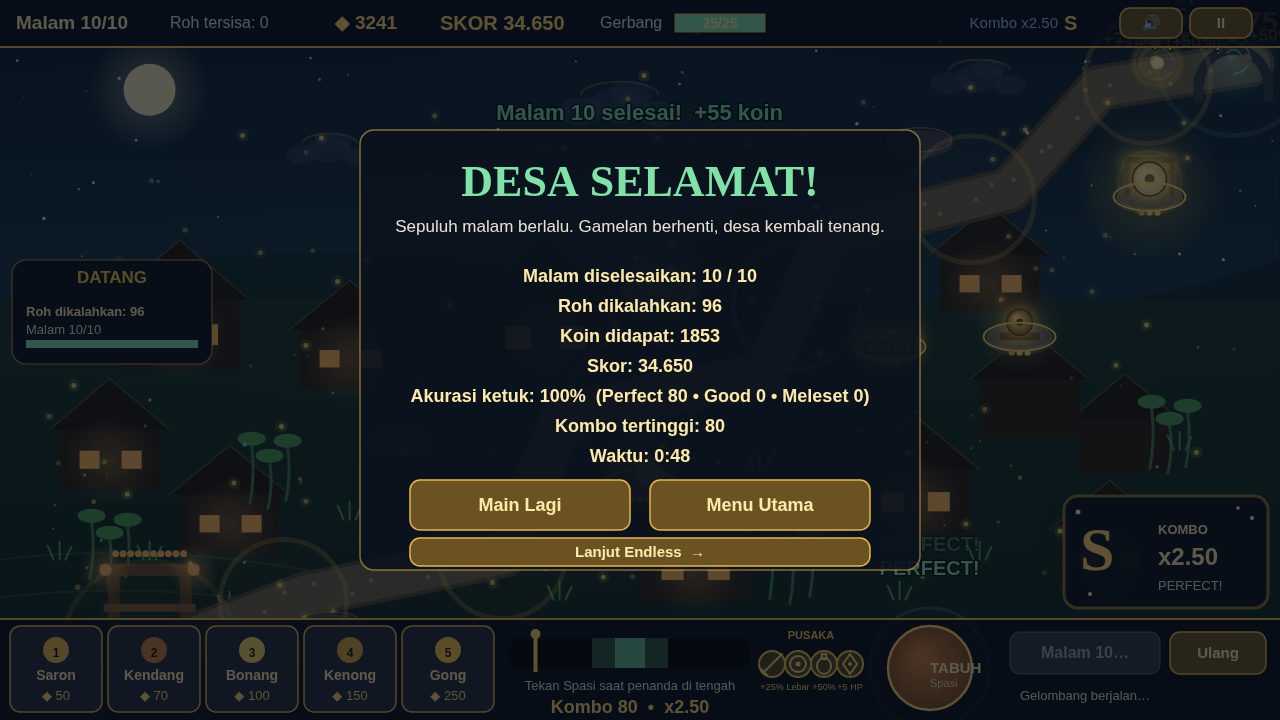 Malam 10/10
Roh tersisa: 0
◆ 3241
SKOR 34.650
Gerbang
25/25
Kombo x2.50 S
Malam 10 selesai! +55 koin
DESA SELAMAT!
Sepuluh malam berlalu. Gamelan berhenti, desa kembali tenang.
Malam diselesaikan: 10 / 10
Roh dikalahkan: 96
Koin didapat: 1853
Skor: 34.650
Akurasi ketuk: 100% (Perfect 80 • Good 0 • Meleset 0)
Kombo tertinggi: 80
Waktu: 0:48
Main Lagi
Menu Utama
Lanjut Endless →
DATANG
Roh dikalahkan: 96
Malam 10/10
PERFECT!
PERFECT!
S
KOMBO
x2.50
PERFECT!
1
Saron
◆ 50
2
Kendang
◆ 70
3
Bonang
◆ 100
4
Kenong
◆ 150
5
Gong
◆ 250
Tekan Spasi saat penanda di tengah
Kombo 80 • x2.50
PUSAKA
+25% Lebar +50% +5 HP
TABUH
Spasi
Malam 10…
Ulang
Gelombang berjalan…